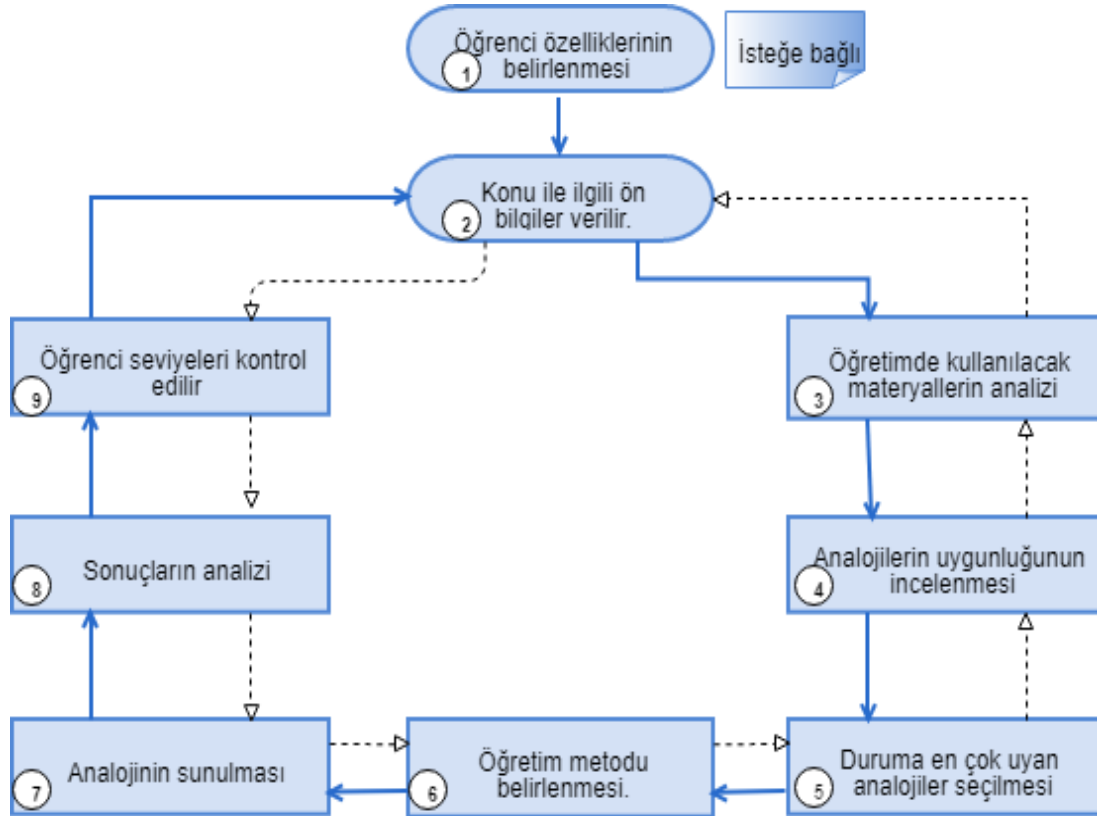 Öğrenci özelliklerinin
belirlenmesi
1
İsteğe bağlı
Konu ile ilgili ön
bilgiler verilir.
2
Öğretimde kullanılacak
materyallerin analizi
3
Analojilerin uygunluğunun
incelenmesi
4
Duruma en çok uyan
analojiler seçilmesi
5
Öğretim metodu
belirlenmesi.
6
Analojinin sunulması
7
Sonuçların analizi
8
Öğrenci seviyeleri kontrol
edilir
9